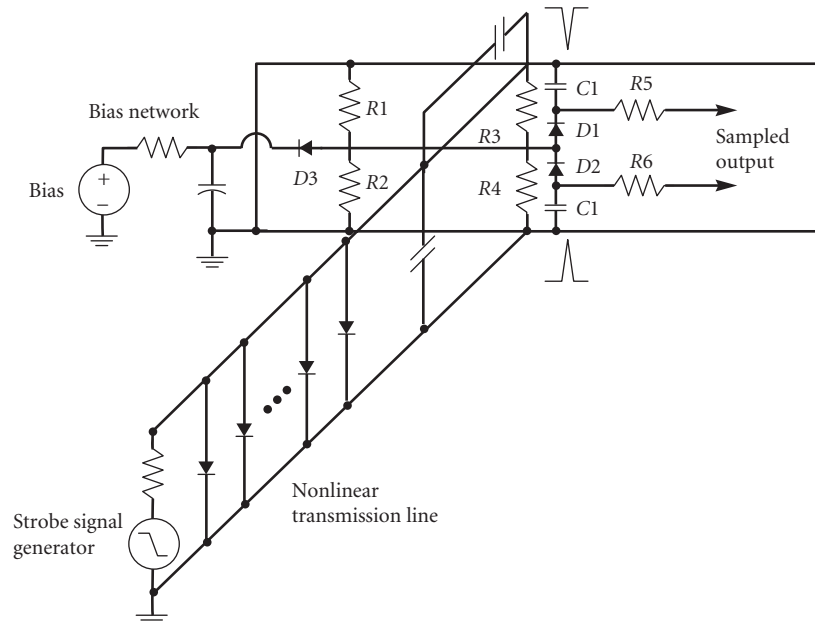 Bias network
Bias
+
−
R1
R2
D3
R3
R4
C1
D1
D2
C1
R5
R6
Sampled
output
Nonlinear
transmission line
Strobe signal
generator